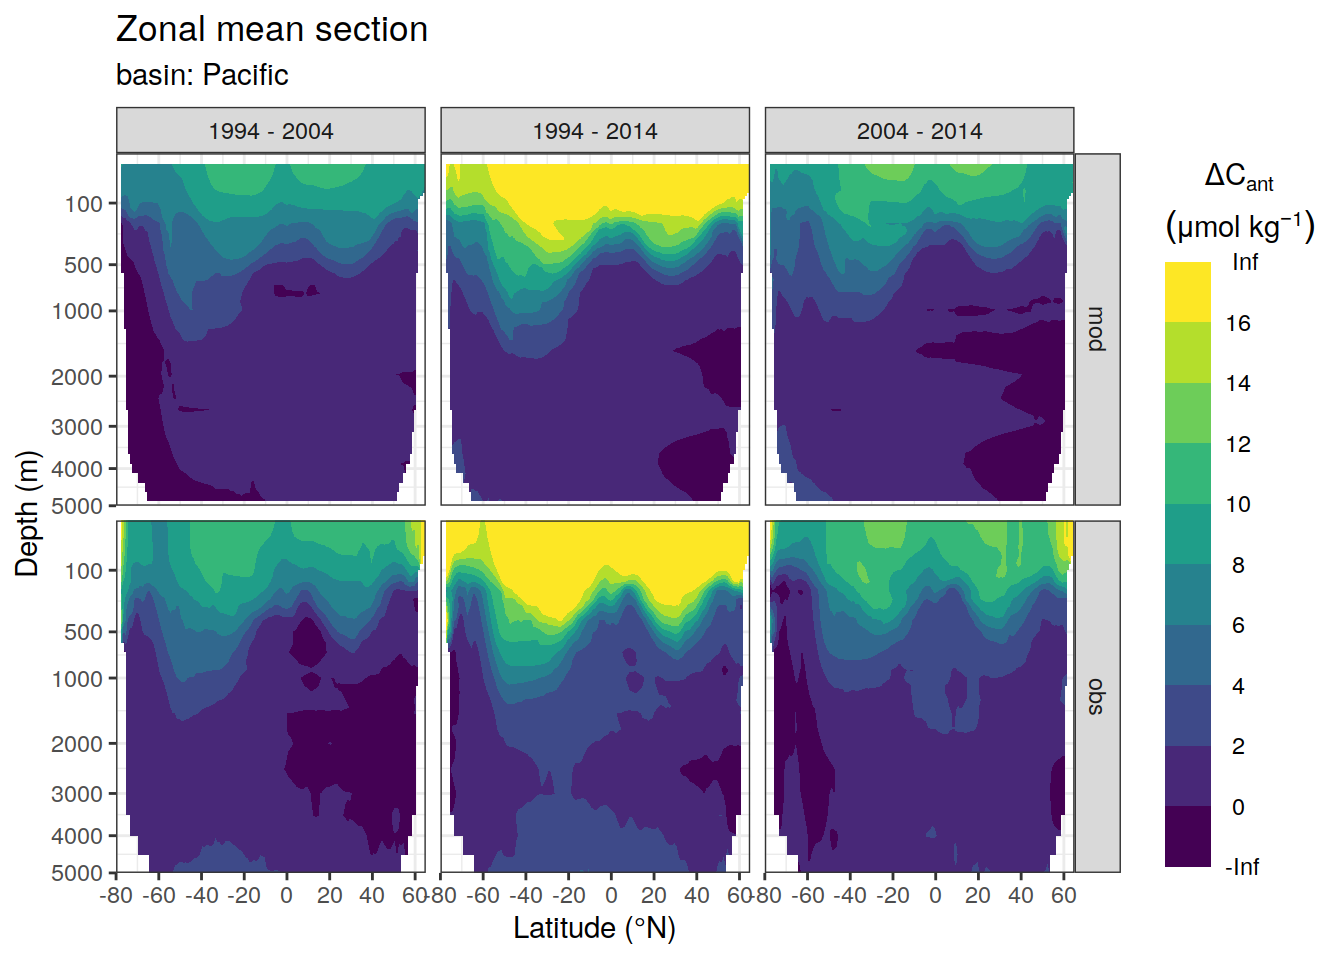 Zonal mean section
basin: Pacific
1994 - 2004
1994 - 2014
2004 - 2014
mod
obs
Depth (m)
100
500
1000
2000
3000
4000
5000
100
500
1000
2000
3000
4000
5000
-80 -60 -40 -20 0 20 40 60
-80 -60 -40 -20 0 20 40 60
-80 -60 -40 -20 0 20 40 60
Latitude (°N)
ΔCant
(μmol kg⁻¹)
Inf
16
14
12
10
8
6
4
2
0
-Inf